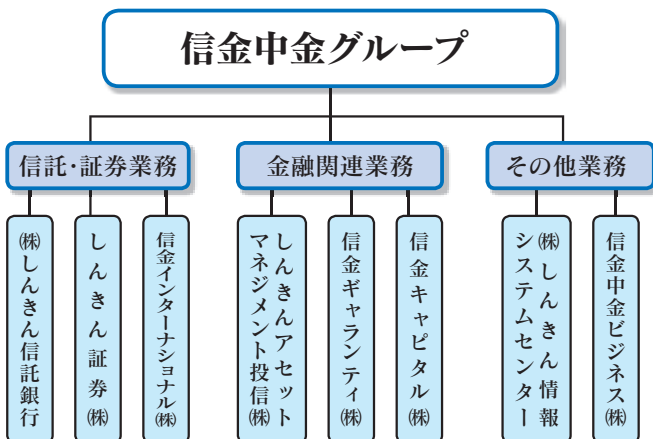 信金中金グループ
信託・証券業務
金融関連業務
その他業務
㈱しんきん信託銀行
しんきん証券㈱
信金インターナショナル㈱
しんきんアセット
マネジメント投信㈱
信金ギャランティ㈱
信金キャピタル㈱
㈱しんきん情報
システムセンター
信金中金ビジネス㈱